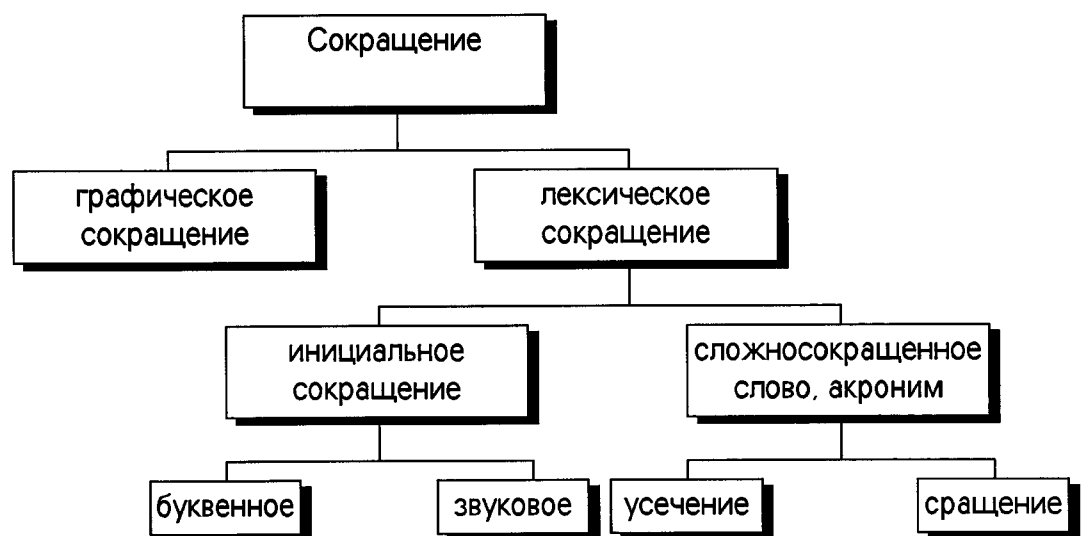 Сокращение
графическое
сокращение
лексическое
сокращение
инициальное
сокращение
сложносокращенное
слово, акроним
буквенное
звуковое
усечение
сращение